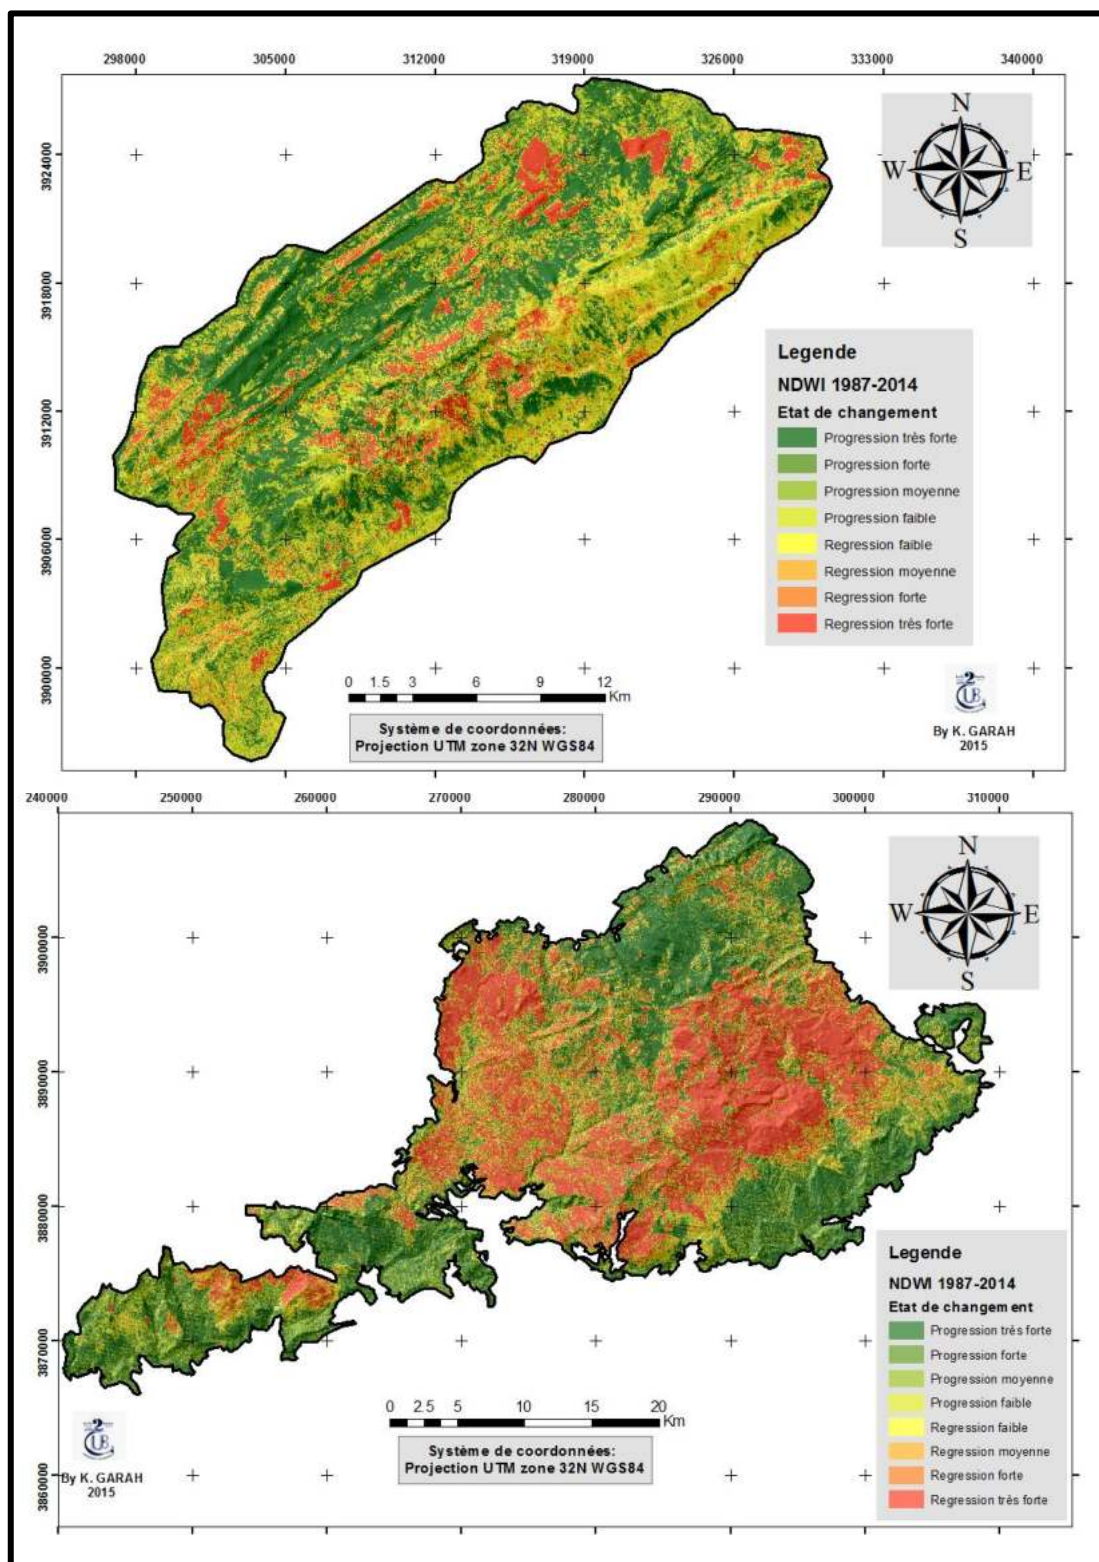 298000 305000 312000 319000 326000 333000 340000
3924000
3918000
3912000
3906000
3900000
N
W E
S
Legende
NDWI 1987-2014
Etat de changement
Progression très forte
Progression forte
Progression moyenne
Progression faible
Regression faible
Regression moyenne
Regression forte
Regression très forte
0 1.5 3 6 9 12
Km
Système de coordonnées:
Projection UTM zone 32N WGS84
2
UB
By K. GARAH
2015
240000 250000 260000 270000 280000 290000 300000 310000
3900000
3890000
3880000
3870000
3860000
N
W E
S
Legende
NDWI 1987-2014
Etat de changement
Progression très forte
Progression forte
Progression moyenne
Progression faible
Regression faible
Regression moyenne
Regression forte
Regression très forte
0 2.5 5 10 15 20
Km
Système de coordonnées:
Projection UTM zone 32N WGS84
2
UB
By K. GARAH
2015